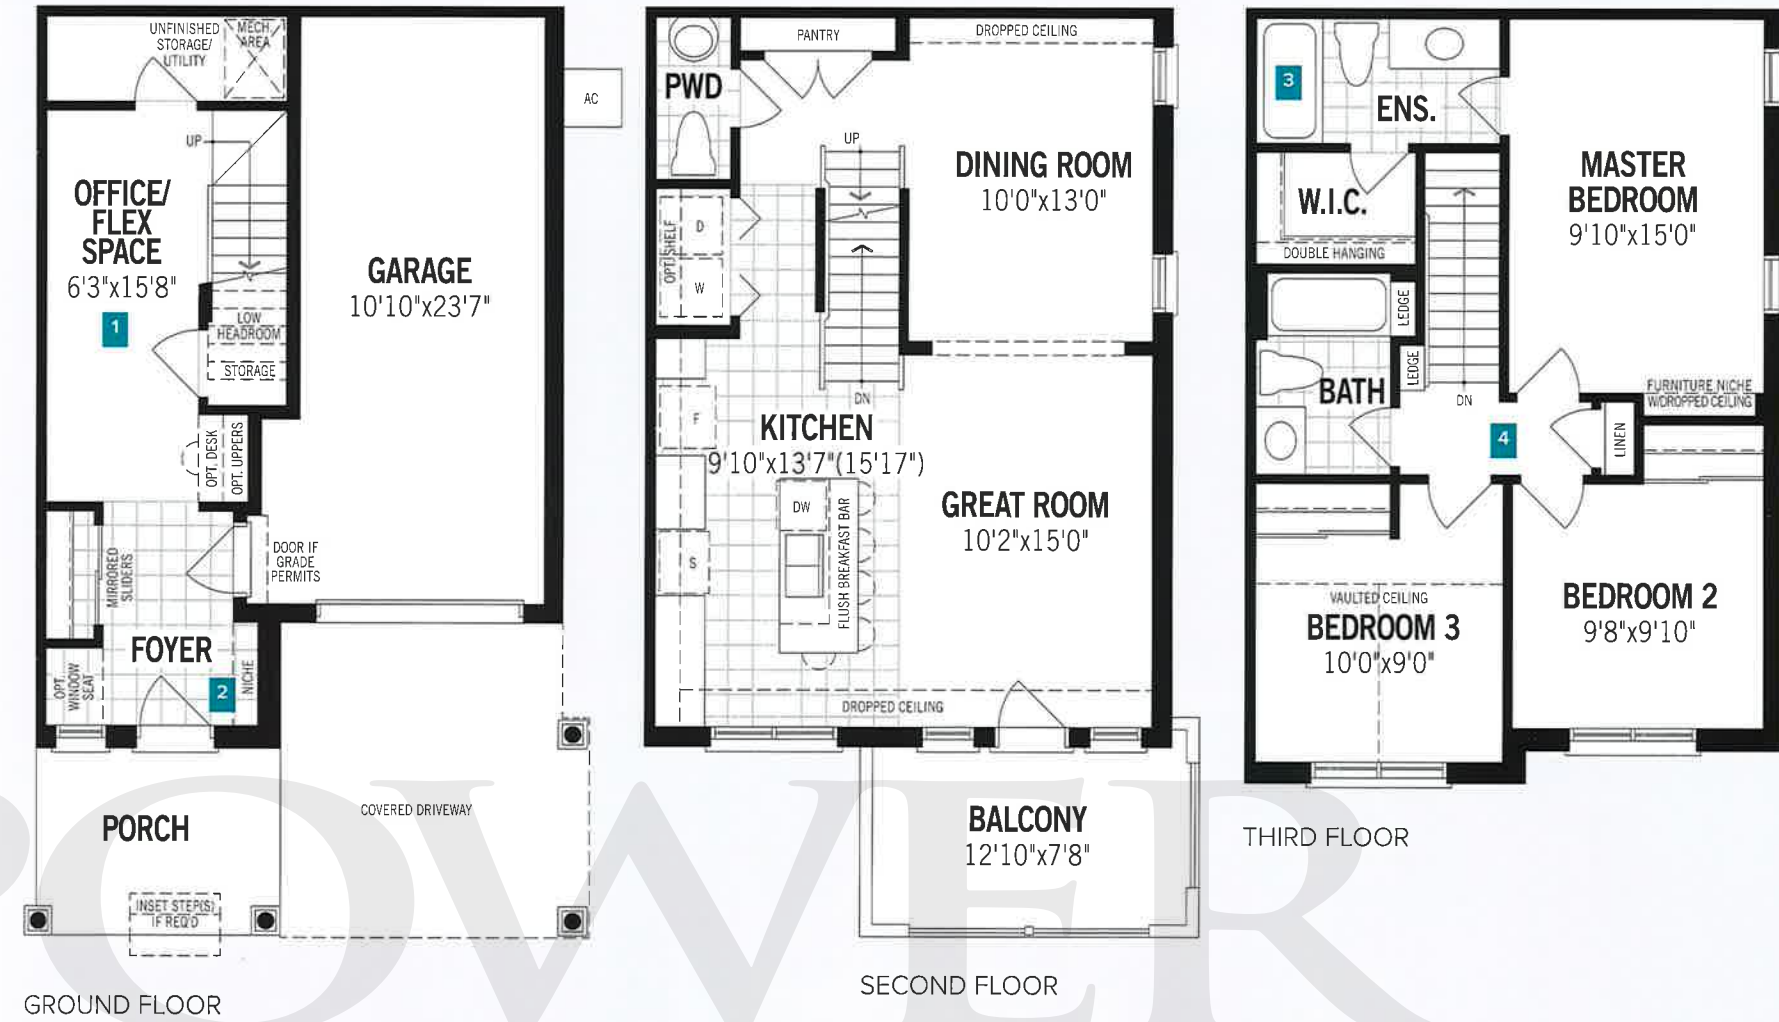 UNFINISHED
STORAGE/
UTILITY
MECH.
AREA
UP
OFFICE/
FLEX
SPACE
6'3"x15'8"
1
LOW
HEADROOM
STORAGE
OPT. DESK
OPT. UPPERS
GARAGE
10'10"x23'7"
AC
DOOR IF
GRADE
PERMITS
MIRRORED
SLIDERS
FOYER
OPT.
WINDOW
SEAT
2
NICHE
PORCH
COVERED DRIVEWAY
INSET STEP(S)
IF REQ'D
GROUND FLOOR
PWD
PANTRY
DROPPED CEILING
UP
DINING ROOM
10'0"x13'0"
OPT. SHELF
D
W
DN
F
KITCHEN
9'10"x13'7"(15'17")
DW
S
FLUSH BREAKFAST BAR
GREAT ROOM
10'2"x15'0"
DROPPED CEILING
BALCONY
12'10"x7'8"
SECOND FLOOR
3
ENS.
W.I.C.
DOUBLE HANGING
MASTER
BEDROOM
9'10"x15'0"
LEDGE
LEDGE
BATH
DN
FURNITURE NICHE
W/DROPPED CEILING
4
LINEN
VAULTED CEILING
BEDROOM 3
10'0"x9'0"
BEDROOM 2
9'8"x9'10"
THIRD FLOOR
POWER